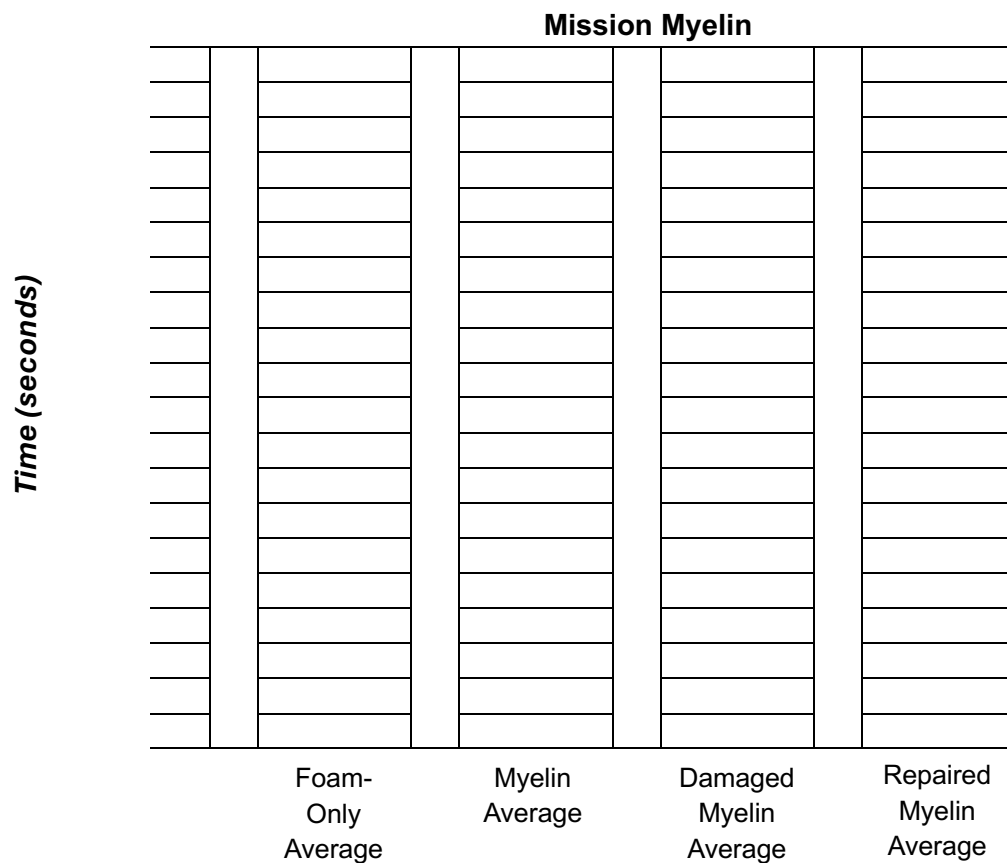 Mission Myelin
Time (seconds)
Foam-
Only
Average
Myelin
Average
Damaged
Myelin
Average
Repaired
Myelin
Average